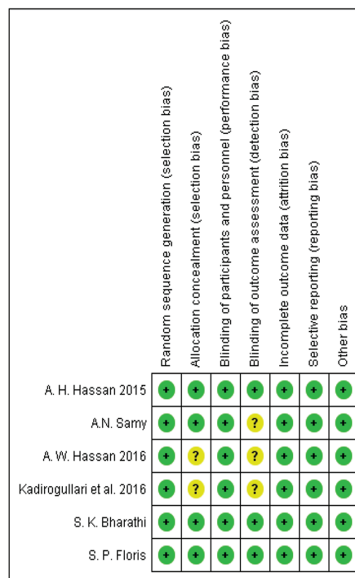 Random sequence generation (selection bias)
Allocation concealment (selection bias)
Blinding of participants and personnel (performance bias)
Blinding of outcome assessment (detection bias)
Incomplete outcome data (attrition bias)
Selective reporting (reporting bias)
Other bias
A. H. Hassan 2015 + + + + + + +
A.N. Samy + + + ? + + +
A. W. Hassan 2016 + ? + ? + + +
Kadirogullari et al. 2016 + ? + ? + + +
S. K. Bharathi + + + + + + +
S. P. Floris + + + + + + +